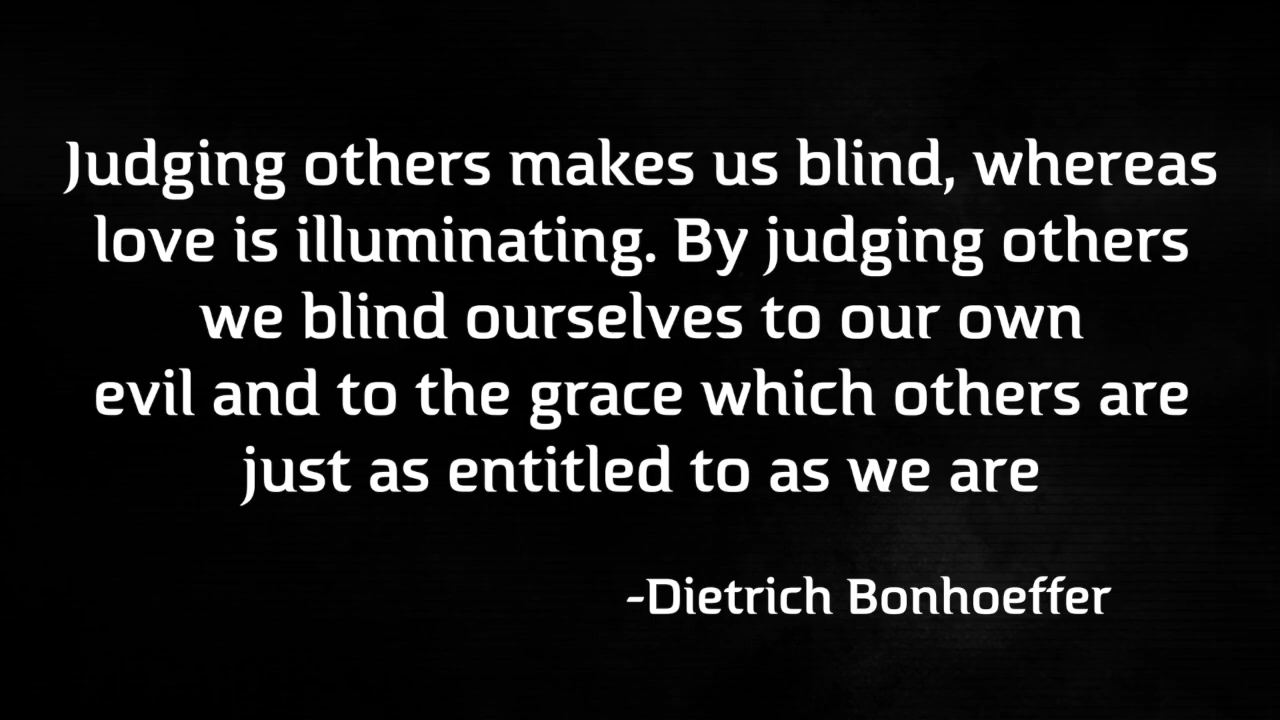 Judging others makes us blind, whereas
love is illuminating. By judging others
we blind ourselves to our own
evil and to the grace which others are
just as entitled to as we are
-Dietrich Bonhoeffer